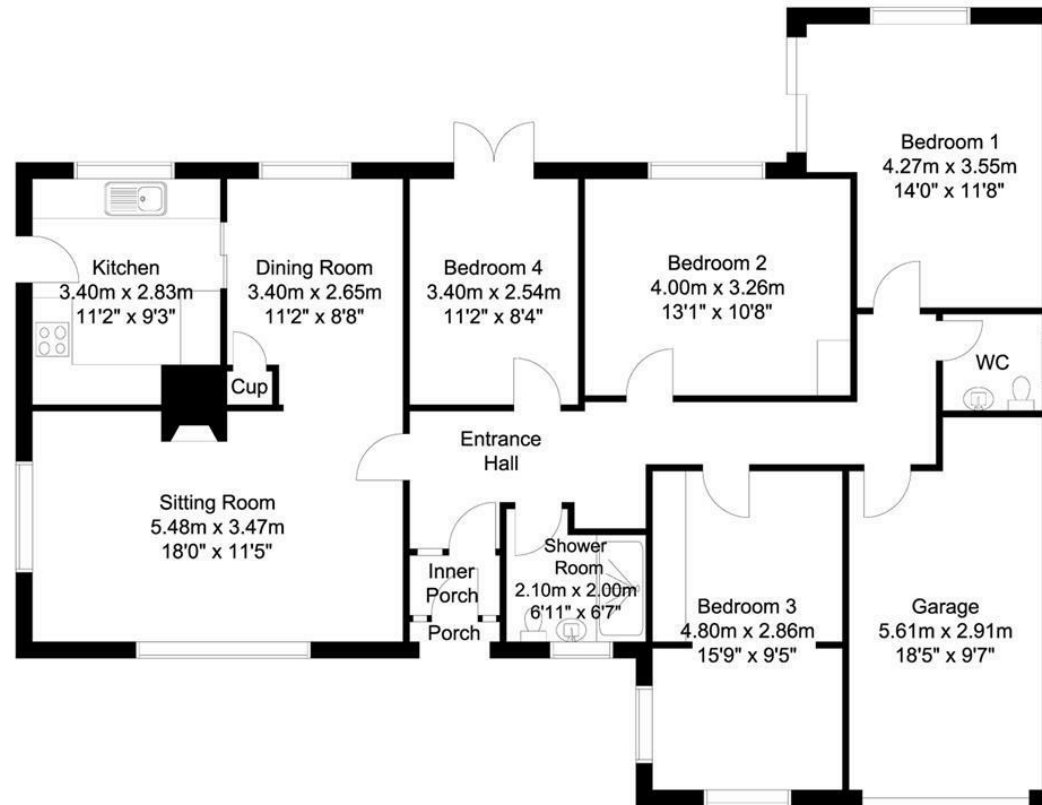 Bedroom 1
4.27m x 3.55m
14'0" x 11'8"
Kitchen
3.40m x 2.83m
11'2" x 9'3"
Dining Room
3.40m x 2.65m
11'2" x 8'8"
Bedroom 4
3.40m x 2.54m
11'2" x 8'4"
Bedroom 2
4.00m x 3.26m
13'1" x 10'8"
WC
Cup
Entrance
Hall
Sitting Room
5.48m x 3.47m
18'0" x 11'5"
Inner
Porch
Porch
Shower
Room
2.10m x 2.00m
6'11" x 6'7"
Bedroom 3
4.80m x 2.86m
15'9" x 9'5"
Garage
5.61m x 2.91m
18'5" x 9'7"